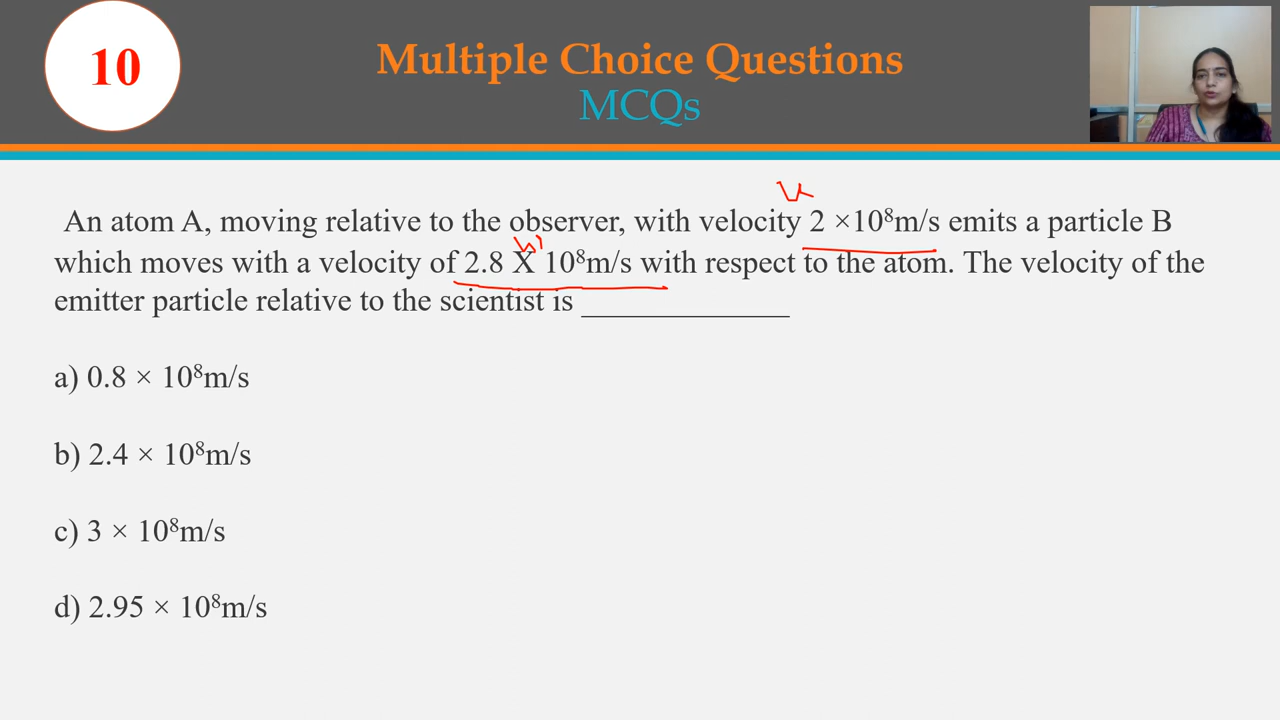 10
Multiple Choice Questions
MCQs
An atom A, moving relative to the observer, with velocity 2 ×10⁸m/s emits a particle B
which moves with a velocity of 2.8 X 10⁸m/s with respect to the atom. The velocity of the
emitter particle relative to the scientist is ______________
a) 0.8 × 10⁸m/s
b) 2.4 × 10⁸m/s
c) 3 × 10⁸m/s
d) 2.95 × 10⁸m/s